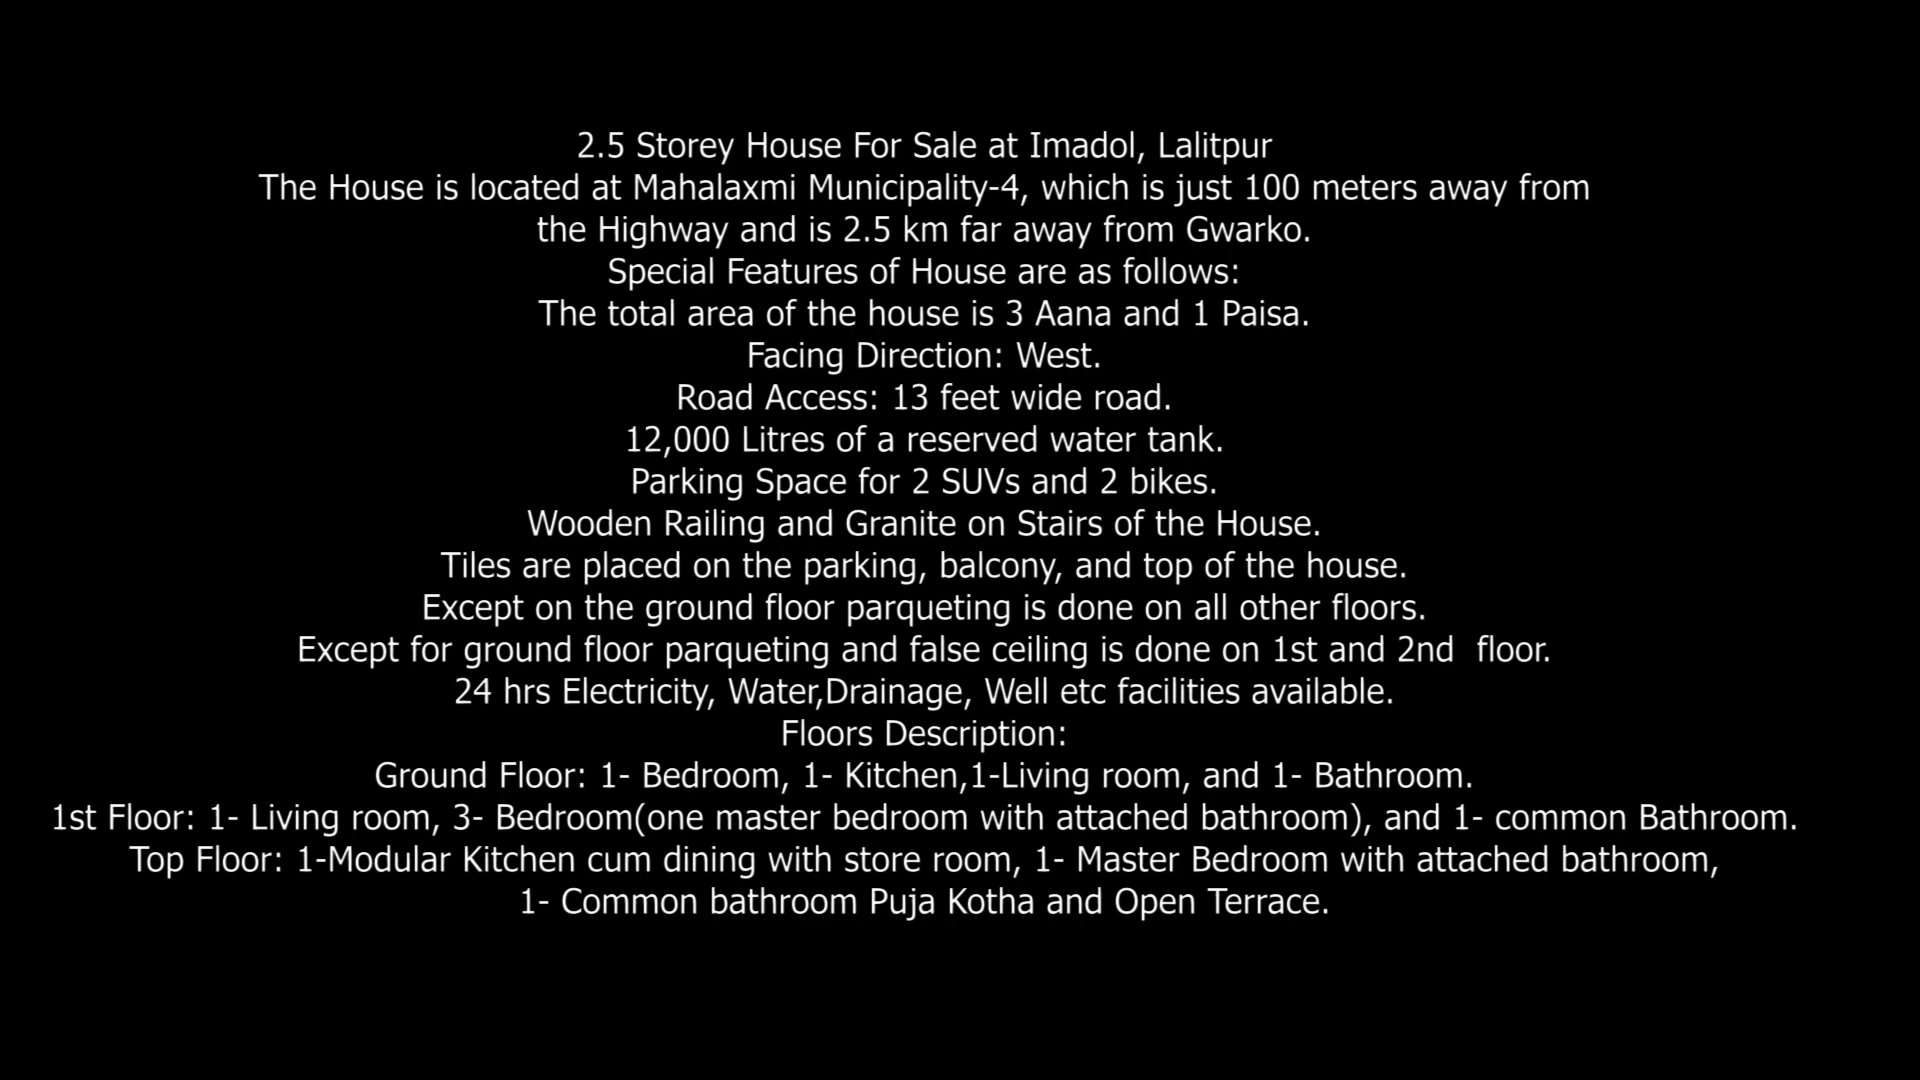 2.5 Storey House For Sale at Imadol, Lalitpur
The House is located at Mahalaxmi Municipality-4, which is just 100 meters away from
the Highway and is 2.5 km far away from Gwarko.
Special Features of House are as follows:
The total area of the house is 3 Aana and 1 Paisa.
Facing Direction: West.
Road Access: 13 feet wide road.
12,000 Litres of a reserved water tank.
Parking Space for 2 SUVs and 2 bikes.
Wooden Railing and Granite on Stairs of the House.
Tiles are placed on the parking, balcony, and top of the house.
Except on the ground floor parqueting is done on all other floors.
Except for ground floor parqueting and false ceiling is done on 1st and 2nd  floor.
24 hrs Electricity, Water,Drainage, Well etc facilities available.
Floors Description:
Ground Floor: 1- Bedroom, 1- Kitchen,1-Living room, and 1- Bathroom.
1st Floor: 1- Living room, 3- Bedroom(one master bedroom with attached bathroom), and 1- common Bathroom.
Top Floor: 1-Modular Kitchen cum dining with store room, 1- Master Bedroom with attached bathroom,
1- Common bathroom Puja Kotha and Open Terrace.